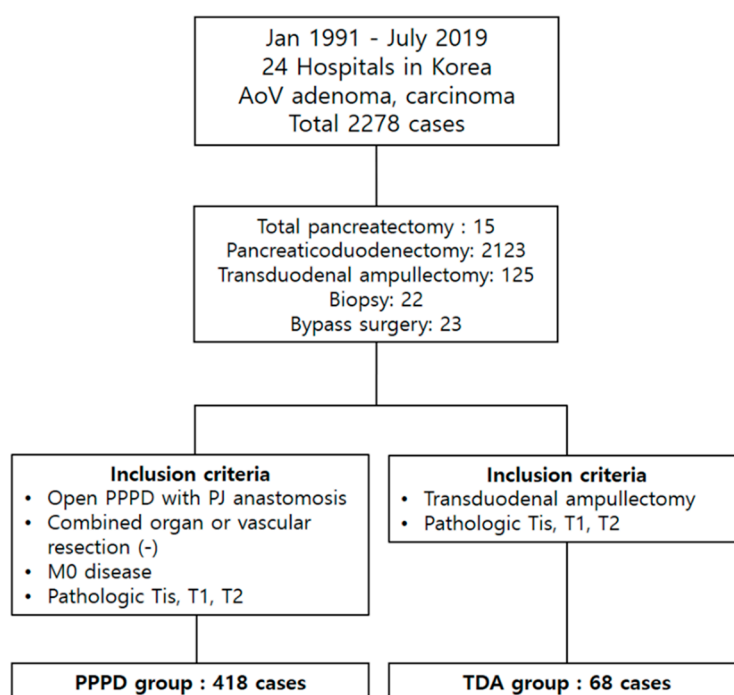 Jan 1991 - July 2019
24 Hospitals in Korea
AoV adenoma, carcinoma
Total 2278 cases
Total pancreatectomy : 15
Pancreaticoduodenectomy: 2123
Transduodenal ampullectomy: 125
Biopsy: 22
Bypass surgery: 23
Inclusion criteria
• Open PPPD with PJ anastomosis
• Combined organ or vascular
resection (-)
• M0 disease
• Pathologic Tis, T1, T2
Inclusion criteria
• Transduodenal ampullectomy
• Pathologic Tis, T1, T2
PPPD group : 418 cases
TDA group : 68 cases